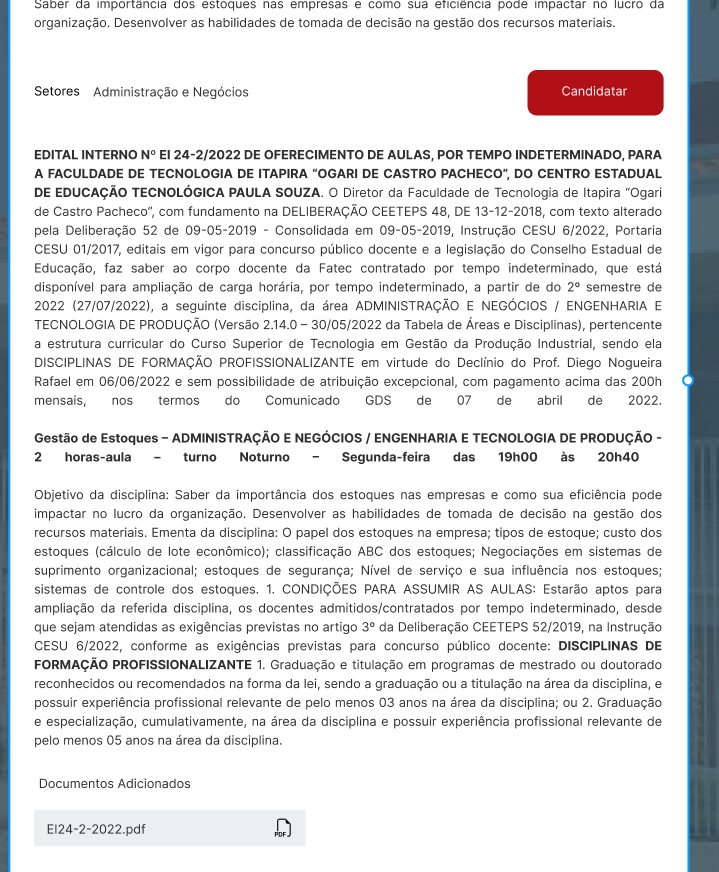 Saber da importância dos estoques nas empresas e como sua eficiência pode impactar no lucro da
organização. Desenvolver as habilidades de tomada de decisão na gestão dos recursos materiais.
Setores Administração e Negócios
Candidatar
EDITAL INTERNO Nº EI 24-2/2022 DE OFERECIMENTO DE AULAS, POR TEMPO INDETERMINADO, PARA
A FACULDADE DE TECNOLOGIA DE ITAPIRA “OGARI DE CASTRO PACHECO”, DO CENTRO ESTADUAL
DE EDUCAÇÃO TECNOLÓGICA PAULA SOUZA. O Diretor da Faculdade de Tecnologia de Itapira “Ogari
de Castro Pacheco”, com fundamento na DELIBERAÇÃO CEETEPS 48, DE 13-12-2018, com texto alterado
pela Deliberação 52 de 09-05-2019 - Consolidada em 09-05-2019, Instrução CESU 6/2022, Portaria
CESU 01/2017, editais em vigor para concurso público docente e a legislação do Conselho Estadual de
Educação, faz saber ao corpo docente da Fatec contratado por tempo indeterminado, que está
disponível para ampliação de carga horária, por tempo indeterminado, a partir de do 2º semestre de
2022 (27/07/2022), a seguinte disciplina, da área ADMINISTRAÇÃO E NEGÓCIOS / ENGENHARIA E
TECNOLOGIA DE PRODUÇÃO (Versão 2.14.0 – 30/05/2022 da Tabela de Áreas e Disciplinas), pertencente
a estrutura curricular do Curso Superior de Tecnologia em Gestão da Produção Industrial, sendo ela
DISCIPLINAS DE FORMAÇÃO PROFISSIONALIZANTE em virtude do Declínio do Prof. Diego Nogueira
Rafael em 06/06/2022 e sem possibilidade de atribuição excepcional, com pagamento acima das 200h
mensais, nos termos do Comunicado GDS de 07 de abril de 2022.
Gestão de Estoques – ADMINISTRAÇÃO E NEGÓCIOS / ENGENHARIA E TECNOLOGIA DE PRODUÇÃO -
2 horas-aula – turno Noturno – Segunda-feira das 19h00 às 20h40
Objetivo da disciplina: Saber da importância dos estoques nas empresas e como sua eficiência pode
impactar no lucro da organização. Desenvolver as habilidades de tomada de decisão na gestão dos
recursos materiais. Ementa da disciplina: O papel dos estoques na empresa; tipos de estoque; custo dos
estoques (cálculo de lote econômico); classificação ABC dos estoques; Negociações em sistemas de
suprimento organizacional; estoques de segurança; Nível de serviço e sua influência nos estoques;
sistemas de controle dos estoques. 1. CONDIÇÕES PARA ASSUMIR AS AULAS: Estarão aptos para
ampliação da referida disciplina, os docentes admitidos/contratados por tempo indeterminado, desde
que sejam atendidas as exigências previstas no artigo 3º da Deliberação CEETEPS 52/2019, na Instrução
CESU 6/2022, conforme as exigências previstas para concurso público docente: DISCIPLINAS DE
FORMAÇÃO PROFISSIONALIZANTE 1. Graduação e titulação em programas de mestrado ou doutorado
reconhecidos ou recomendados na forma da lei, sendo a graduação ou a titulação na área da disciplina, e
possuir experiência profissional relevante de pelo menos 03 anos na área da disciplina; ou 2. Graduação
e especialização, cumulativamente, na área da disciplina e possuir experiência profissional relevante de
pelo menos 05 anos na área da disciplina.
Documentos Adicionados
EI24-2-2022.pdf PDF